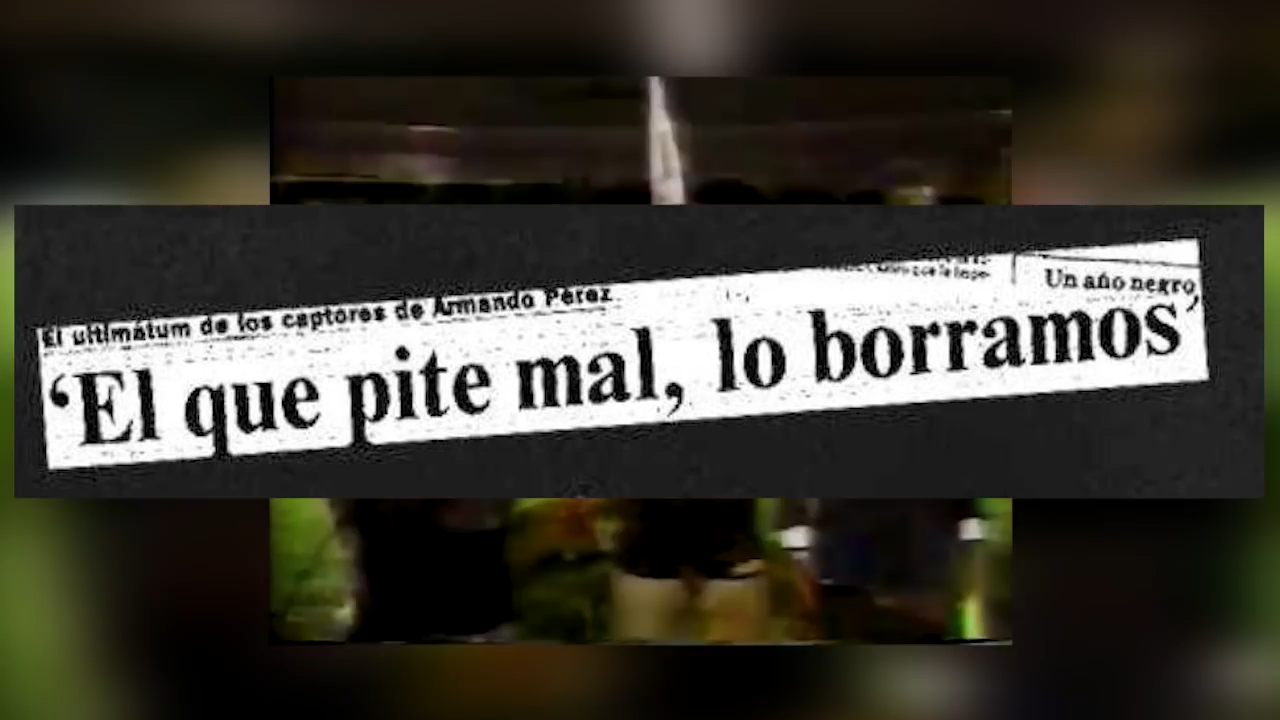 El ultimátum de los captores de Armando Pérez
Un año negro
‘El que pite mal, lo borramos’